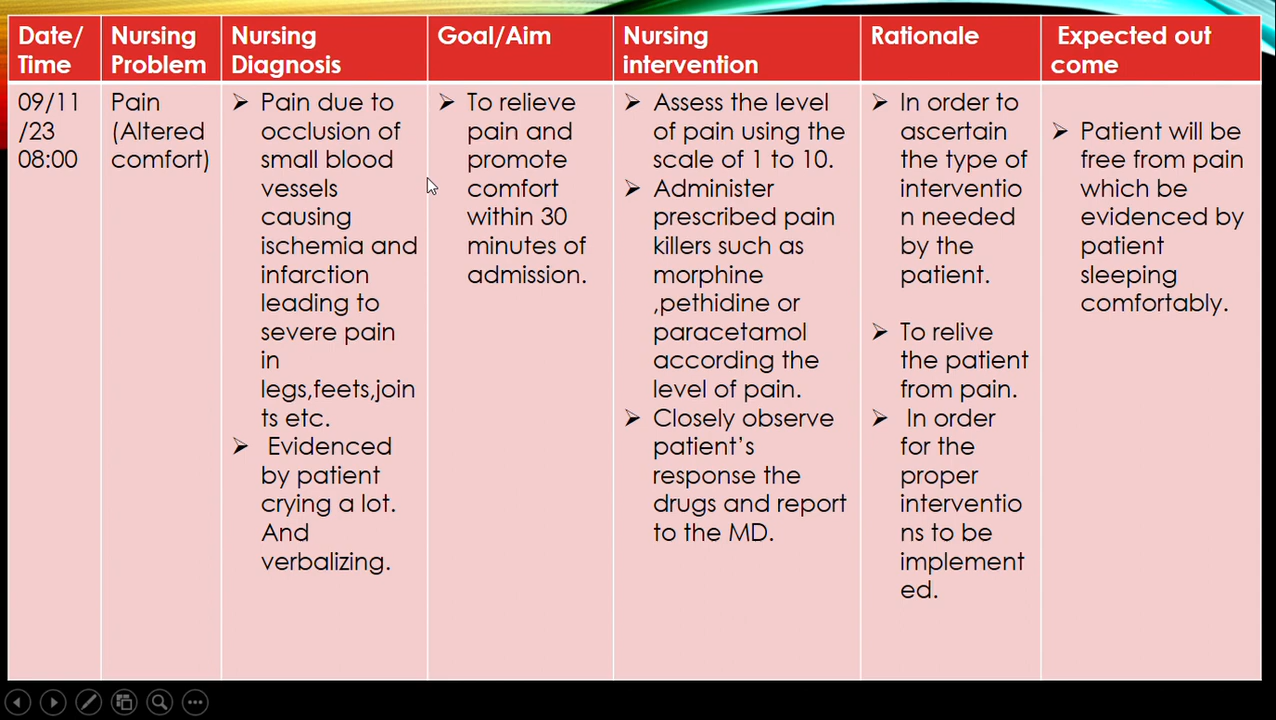 Date/
Time
Nursing
Problem
Nursing
Diagnosis
Goal/Aim
Nursing
intervention
Rationale
Expected out
come
09/11
/23
08:00
Pain
(Altered
comfort)
➢ Pain due to
occlusion of
small blood
vessels
causing
ischemia and
infarction
leading to
severe pain
in
legs,feets,join
ts etc.
➢ Evidenced
by patient
crying a lot.
And
verbalizing.
➢ To relieve
pain and
promote
comfort
within 30
minutes of
admission.
➢ Assess the level
of pain using the
scale of 1 to 10.
➢ Administer
prescribed pain
killers such as
morphine
,pethidine or
paracetamol
according the
level of pain.
➢ Closely observe
patient’s
response the
drugs and report
to the MD.
➢ In order to
ascertain
the type of
interventio
n needed
by the
patient.
➢ To relive
the patient
from pain.
➢ In order
for the
proper
interventio
ns to be
implement
ed.
➢ Patient will be
free from pain
which be
evidenced by
patient
sleeping
comfortably.